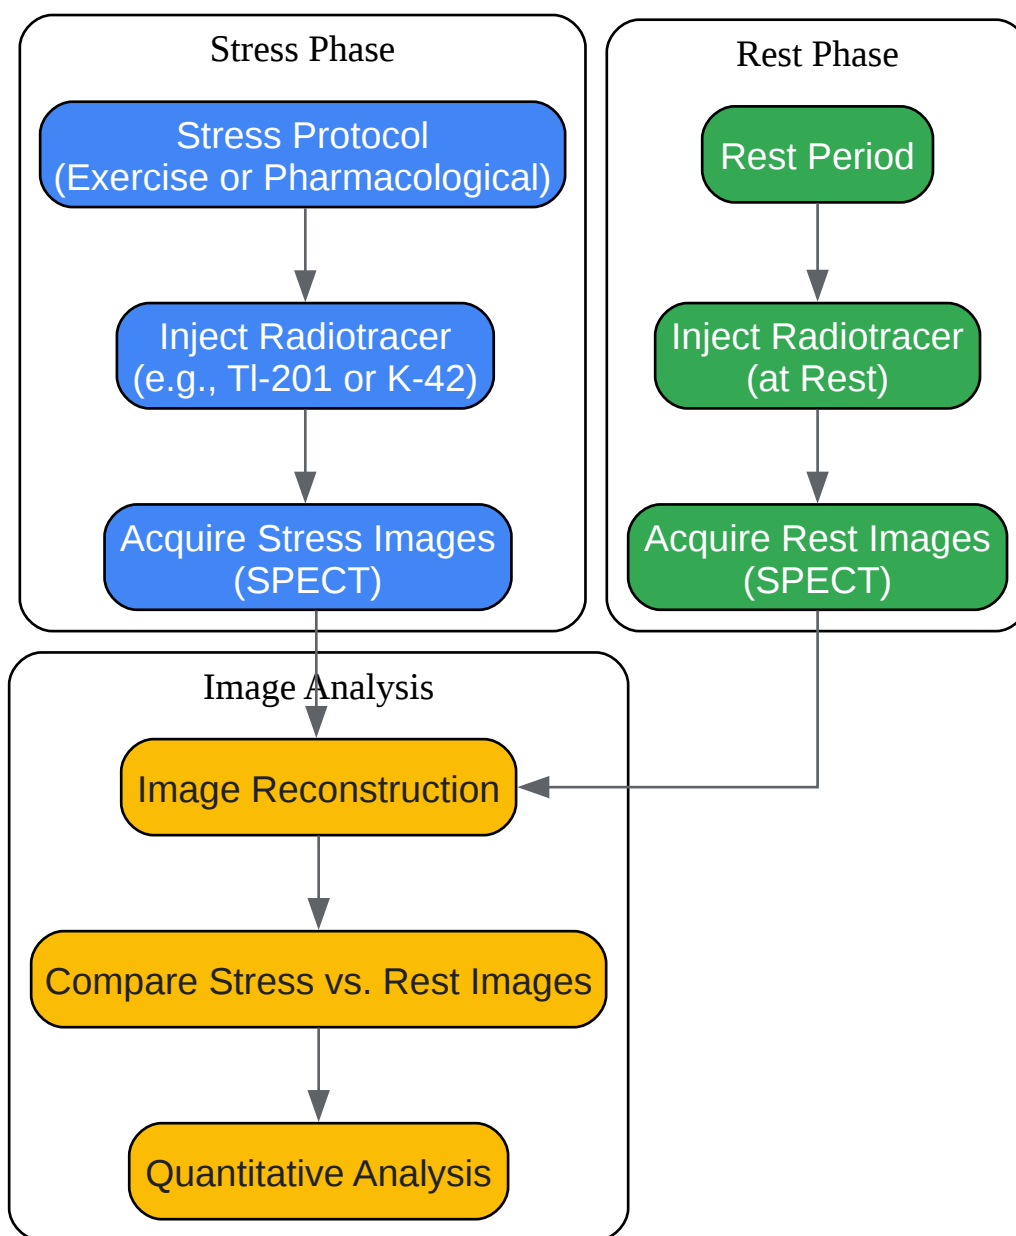 Stress Phase
Stress Protocol
(Exercise or Pharmacological)
Inject Radiotracer
(e.g., Tl-201 or K-42)
Acquire Stress Images
(SPECT)
Rest Phase
Rest Period
Inject Radiotracer
(at Rest)
Acquire Rest Images
(SPECT)
Image Analysis
Image Reconstruction
Compare Stress vs. Rest Images
Quantitative Analysis